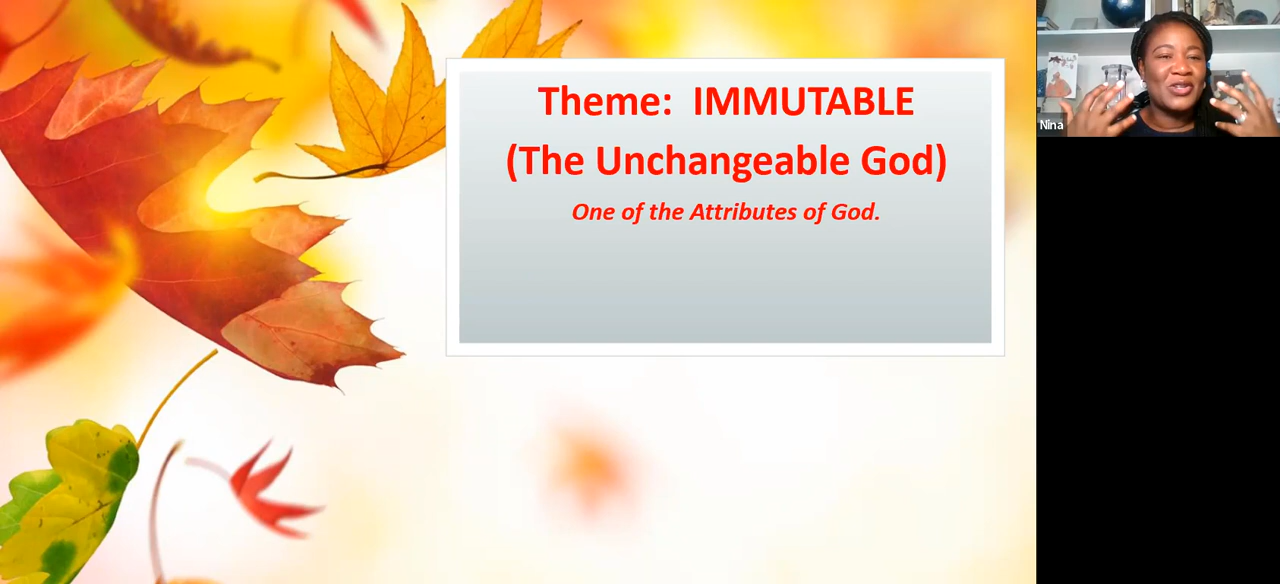 Theme:  IMMUTABLE
(The Unchangeable God)
One of the Attributes of God.
Nina